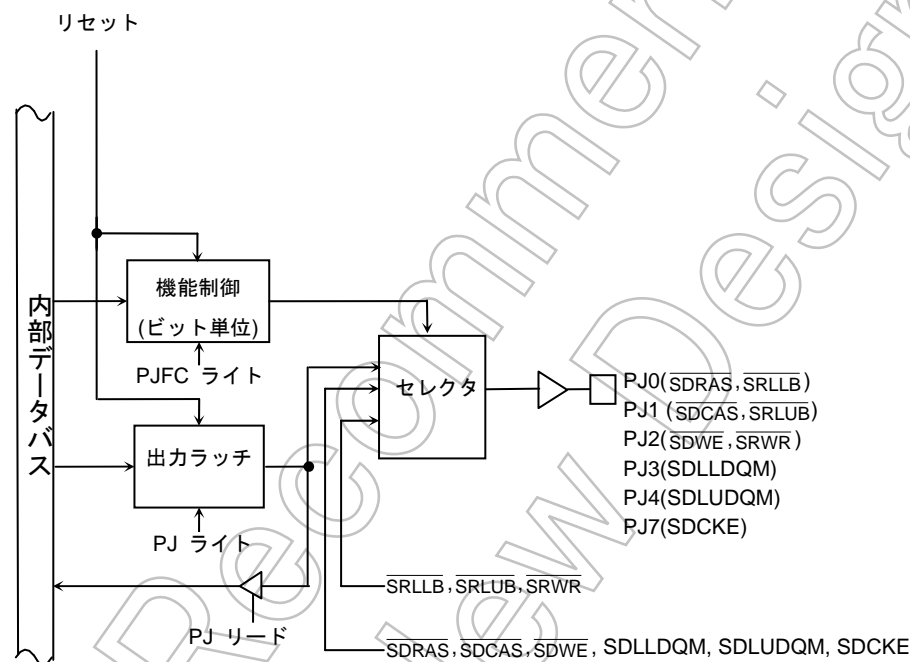 リセット
内部データバス
機能制御
(ビット単位)
PJFC ライト
セレクタ
出力ラッチ
PJ ライト
PJ リード
PJ0(SDRAS,SRLLB)
PJ1 (SDCAS,SRLUB)
PJ2(SDWE,SRWR)
PJ3(SDLLDQM)
PJ4(SDLUDQM)
PJ7(SDCKE)
SRLLB,SRLUB,SRWR
SDRAS,SDCAS,SDWE, SDLLDQM, SDLUDQM, SDCKE
Recommen
New Design